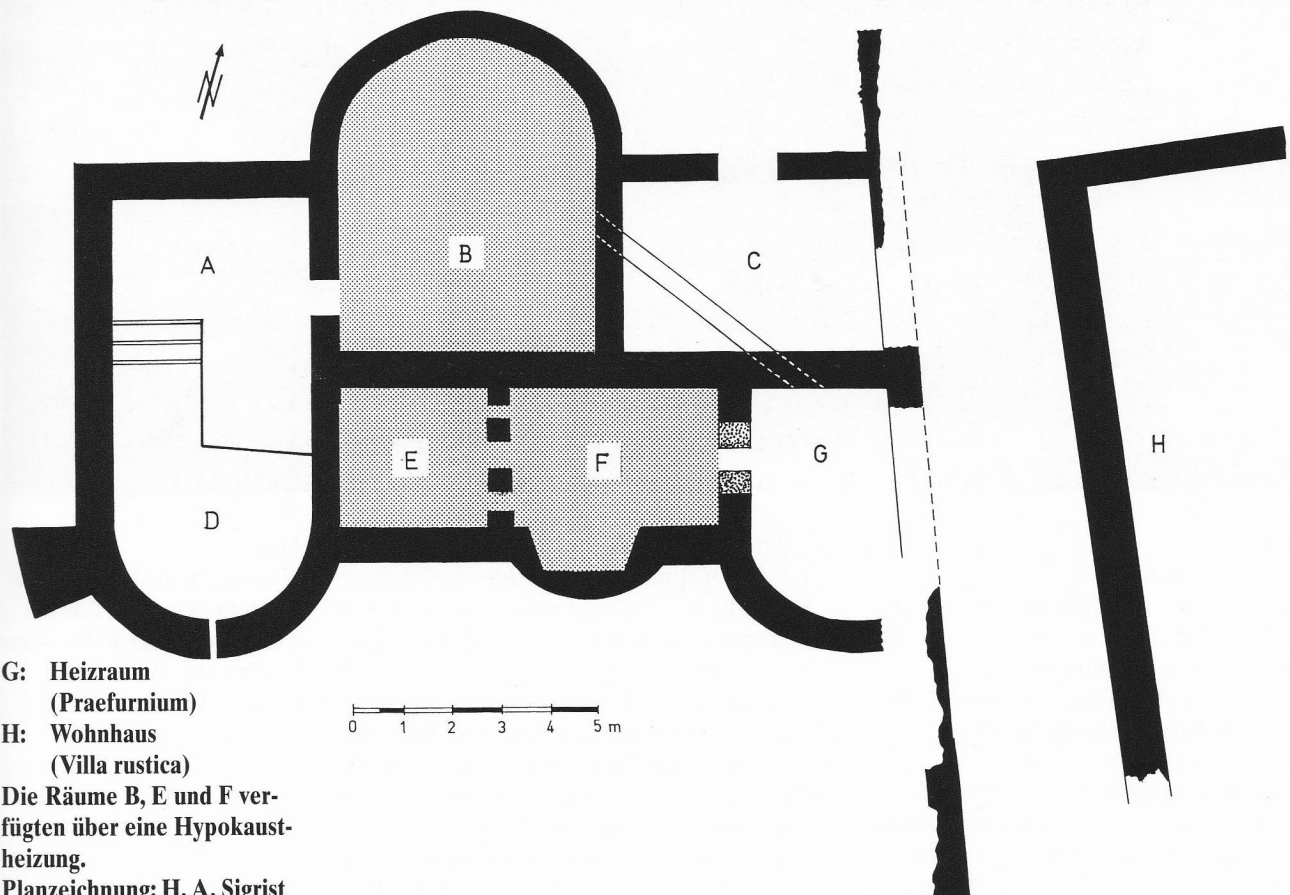 N
A
B
C
D
E
F
G
H
0 1 2 3 4 5 m
G: Heizraum
(Praefurnium)
H: Wohnhaus
(Villa rustica)
Die Räume B, E und F ver-
fügten über eine Hypokaust-
heizung.
Planzeichnung: H. A. Sigrist